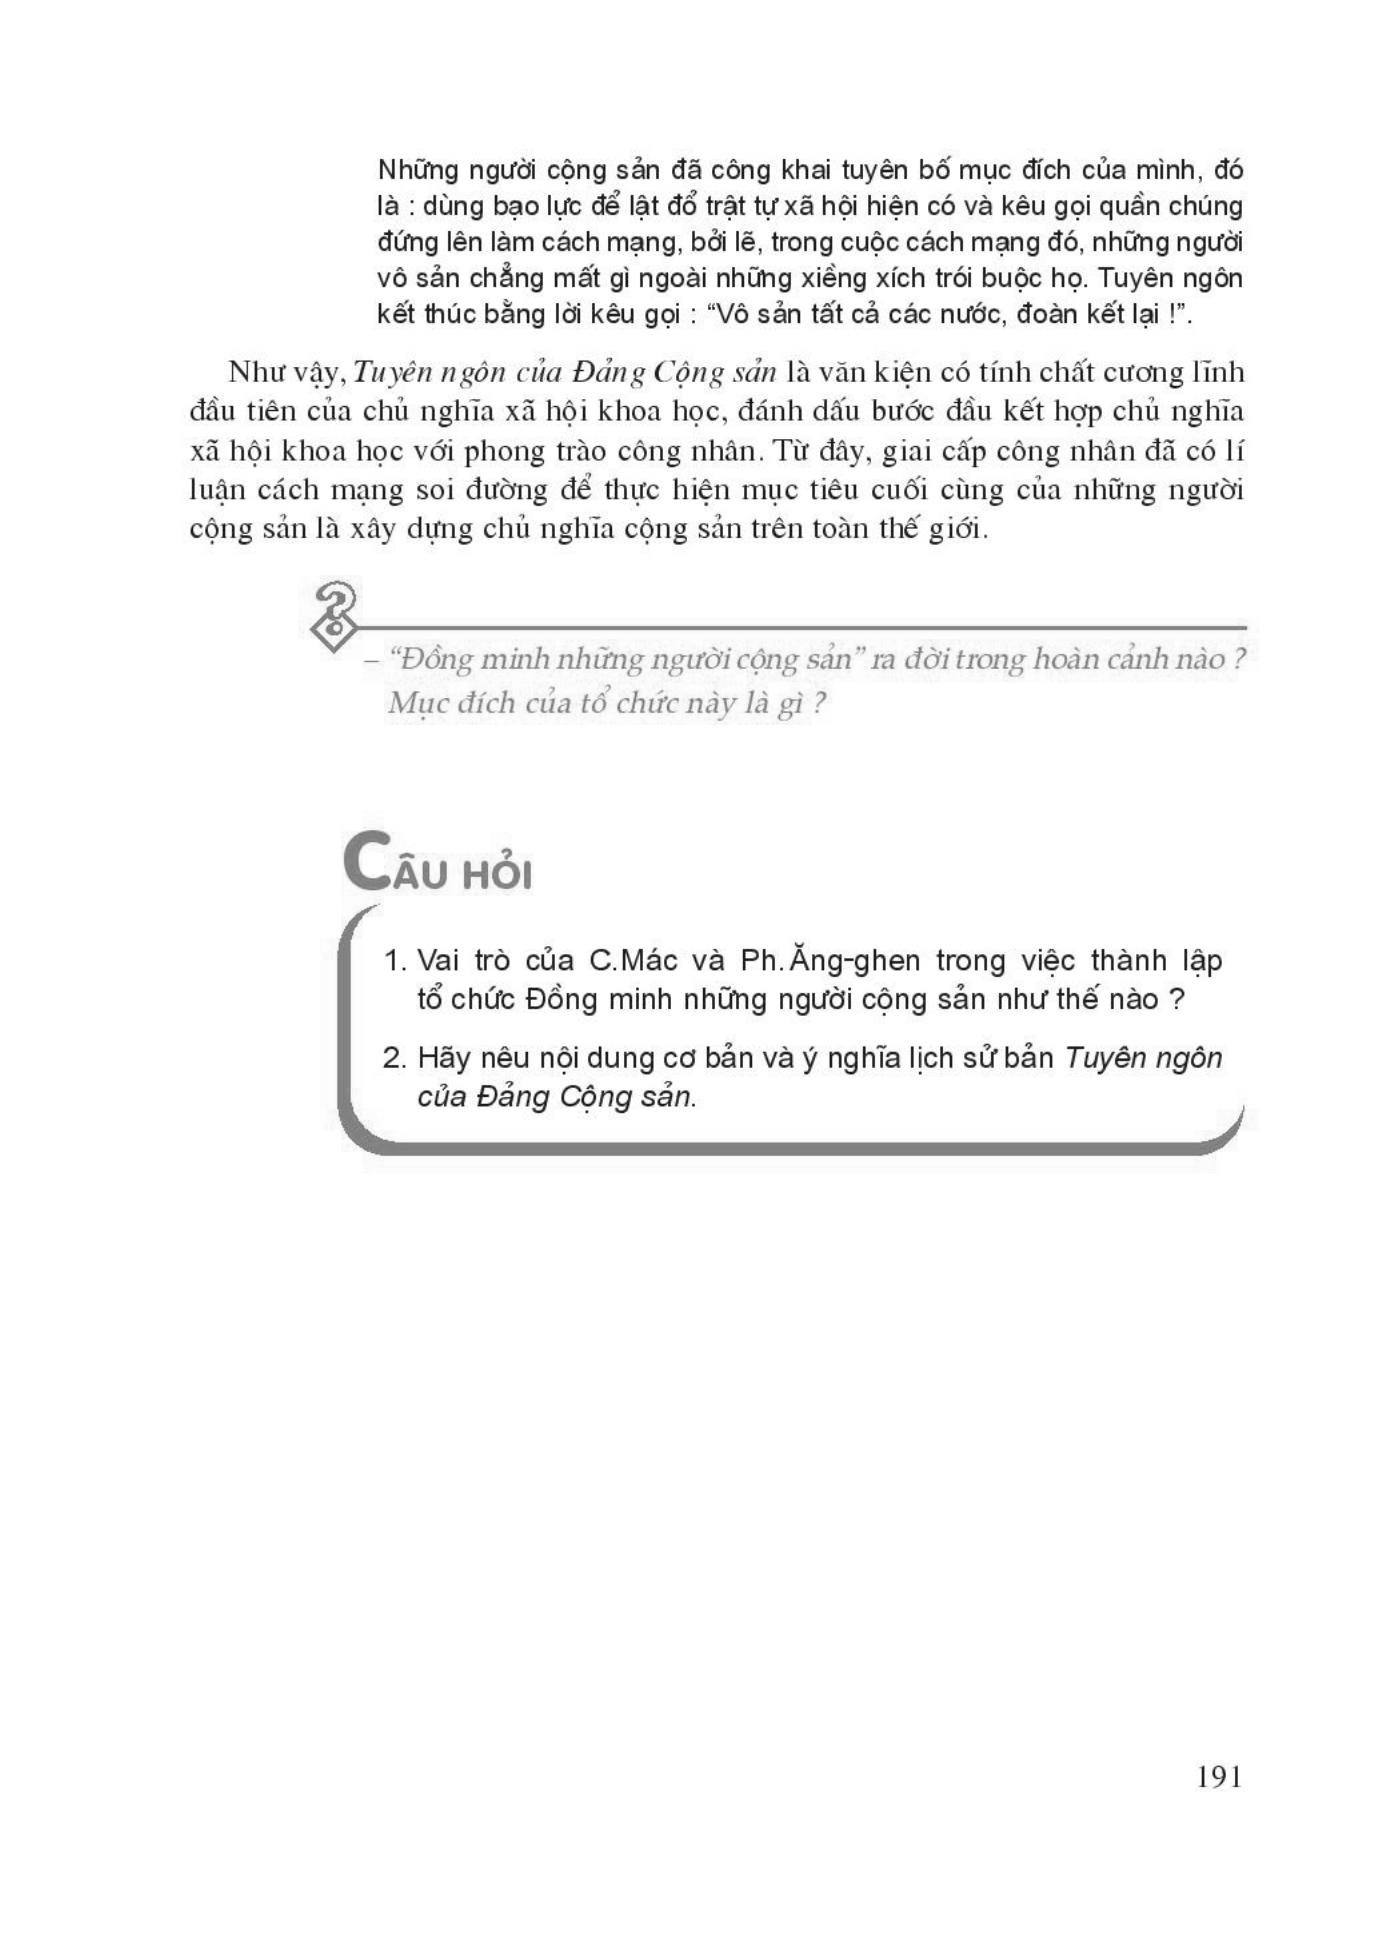 Những người cộng sản đã công khai tuyên bố mục đích của mình, đó
là : dùng bạo lực để lật đổ trật tự xã hội hiện có và kêu gọi quần chúng
đứng lên làm cách mạng, bởi lẽ, trong cuộc cách mạng đó, những người
vô sản chẳng mất gì ngoài những xiềng xích trói buộc họ. Tuyên ngôn
kết thúc bằng lời kêu gọi : “Vô sản tất cả các nước, đoàn kết lại !”.
Như vậy, Tuyên ngôn của Đảng Cộng sản là văn kiện có tính chất cương lĩnh
đầu tiên của chủ nghĩa xã hội khoa học, đánh dấu bước đầu kết hợp chủ nghĩa
xã hội khoa học với phong trào công nhân. Từ đây, giai cấp công nhân đã có lí
luận cách mạng soi đường để thực hiện mục tiêu cuối cùng của những người
cộng sản là xây dựng chủ nghĩa cộng sản trên toàn thế giới.
?
– “Đồng minh những người cộng sản” ra đời trong hoàn cảnh nào ?
Mục đích của tổ chức này là gì ?
CÂU HỎI
1. Vai trò của C.Mác và Ph.Ăng-ghen trong việc thành lập
tổ chức Đồng minh những người cộng sản như thế nào ?
2. Hãy nêu nội dung cơ bản và ý nghĩa lịch sử bản Tuyên ngôn
của Đảng Cộng sản.
191